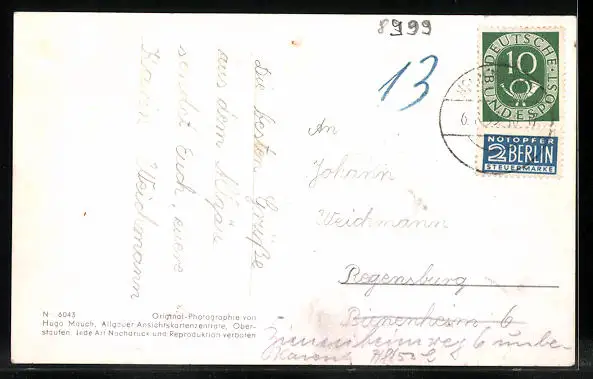 8999
13
DEUTSCHE
BUNDESPOST
10
NOTOPFER
2 BERLIN
STEUERMARKE
Die besten Grüße
aus dem Allgäu
sendet Euch, eure
Weichmann
An
Johann
Weichmann
Regensburg
6
N 6043 Original-Photographie von
Hugo Mauch, Allgäuer Ansichtskartenzentrale, Ober-
staufen. Jede Art Nachdruck und Reproduktion verboten